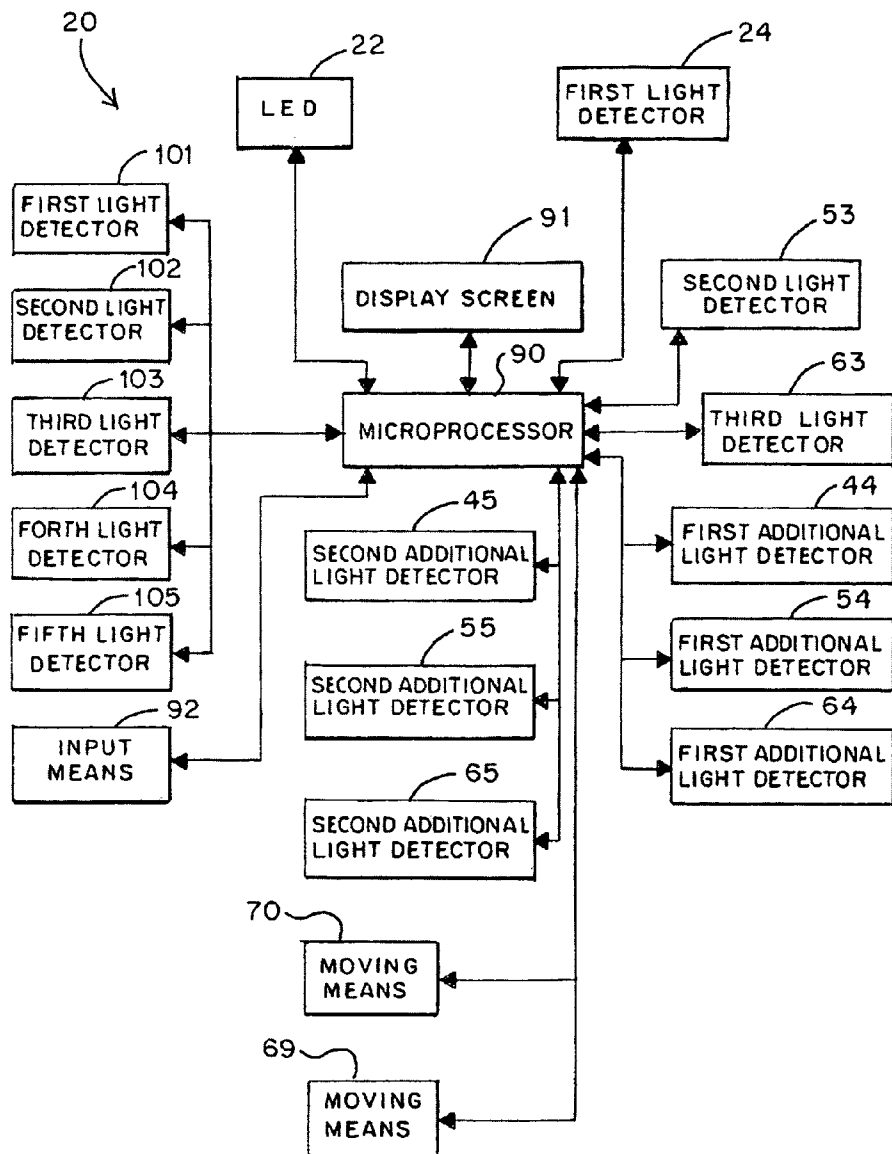 20
22
24
LED
FIRST LIGHT
DETECTOR
101
FIRST LIGHT
DETECTOR
91
53
DISPLAY SCREEN
SECOND LIGHT
DETECTOR
102
SECOND LIGHT
DETECTOR
90
63
MICROPROCESSOR
THIRD LIGHT
DETECTOR
103
THIRD LIGHT
DETECTOR
104
FORTH LIGHT
DETECTOR
45
SECOND ADDITIONAL
LIGHT DETECTOR
44
FIRST ADDITIONAL
LIGHT DETECTOR
105
FIFTH LIGHT
DETECTOR
55
SECOND ADDITIONAL
LIGHT DETECTOR
54
FIRST ADDITIONAL
LIGHT DETECTOR
92
INPUT
MEANS
65
SECOND ADDITIONAL
LIGHT DETECTOR
64
FIRST ADDITIONAL
LIGHT DETECTOR
70
MOVING
MEANS
69
MOVING
MEANS